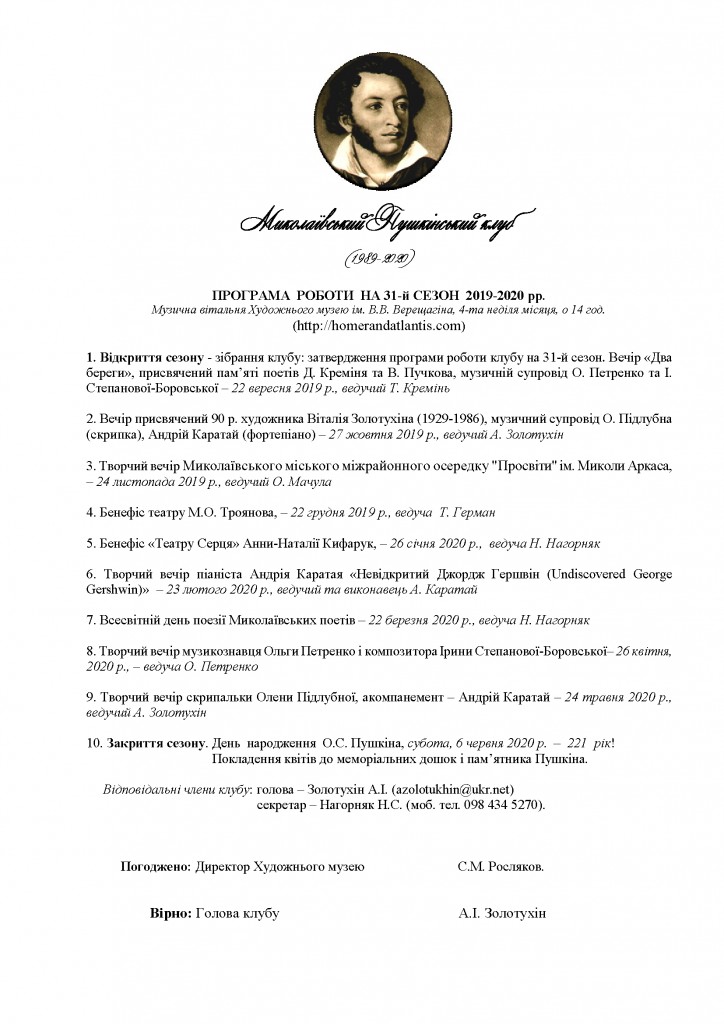 Миколаївський Пушкінський клуб
(1989-2020)
ПРОГРАМА РОБОТИ НА 31-й СЕЗОН 2019-2020 рр.
Музична вітальня Художнього музею ім. В.В. Верещагіна, 4-та неділя місяця, о 14 год.
(http://homerandatlantis.com)
1. Відкриття сезону - зібрання клубу: затвердження програми роботи клубу на 31-й сезон. Вечір «Два
береги», присвячений пам’яті поетів Д. Креміня та В. Пучкова, музичній супровід О. Петренко та І.
Степанової-Боровської – 22 вересня 2019 р., ведучий Т. Кремінь
2. Вечір присвячений 90 р. художника Віталія Золотухіна (1929-1986), музичний супровід О. Підлубна
(скрипка), Андрій Каратай (фортепіано) – 27 жовтня 2019 р., ведучий А. Золотухін
3. Творчий вечір Миколаївського міського міжрайонного осередку "Просвіти" ім. Миколи Аркаса,
– 24 листопада 2019 р., ведучий О. Мачула
4. Бенефіс театру М.О. Троянова, – 22 грудня 2019 р., ведуча Т. Герман
5. Бенефіс «Театру Серця» Анни-Наталії Кифарук, – 26 січня 2020 р., ведуча Н. Нагорняк
6. Творчий вечір піаніста Андрія Каратая «Невідкритий Джордж Гершвін (Undiscovered George
Gershwin)» – 23 лютого 2020 р., ведучий та виконавець А. Каратай
7. Всесвітній день поезії Миколаївських поетів – 22 березня 2020 р., ведуча Н. Нагорняк
8. Творчий вечір музикознавця Ольги Петренко і композитора Ірини Степанової-Боровської– 26 квітня,
2020 р., – ведуча О. Петренко
9. Творчий вечір скрипальки Олени Підлубної, акомпанемент – Андрій Каратай – 24 травня 2020 р.,
ведучий А. Золотухін
10. Закриття сезону. День народження О.С. Пушкіна, субота, 6 червня 2020 р. – 221 рік!
Покладення квітів до меморіальних дошок і пам’ятника Пушкіна.
Відповідальні члени клубу: голова – Золотухін А.І. (azolotukhin@ukr.net)
секретар – Нагорняк Н.С. (моб. тел. 098 434 5270).
Погоджено: Директор Художнього музею С.М. Росляков.
Вірно: Голова клубу А.І. Золотухін